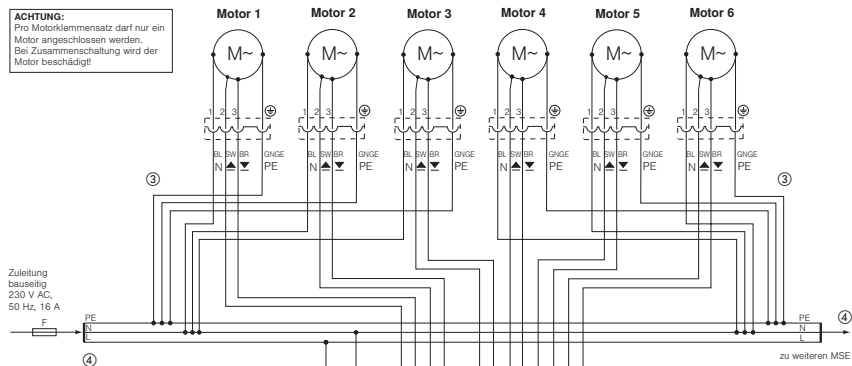 ACHTUNG:
Pro Motorklemmensatz darf nur ein
Motor angeschlossen werden.
Bei Zusammenschaltung wird der
Motor beschädigt!
Motor 1 Motor 2 Motor 3 Motor 4 Motor 5 Motor 6
M~ M~ M~ M~ M~ M~
1 2 3 1 2 3 1 2 3 1 2 3 1 2 3 1 2 3
BL SW BR GNGE BL SW BR GNGE BL SW BR GNGE BL SW BR GNGE BL SW BR GNGE BL SW BR GNGE
N PE N PE N PE N PE N PE N PE
3 3
Zuleitung
bauseitig
230 V AC,
50 Hz, 16 A
F
PE PE
N N
L L
4
4
zu weiteren MSE